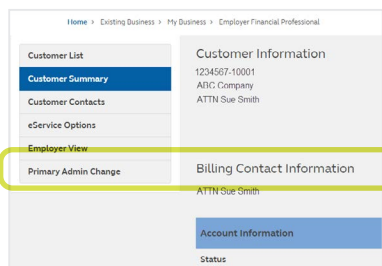 Home > Existing Business > My Business > Employer Financial Professional
Customer List
Customer Summary
Customer Contacts
eService Options
Employer View
Primary Admin Change
Customer Information
1234567-10001
ABC Company
ATTN Sue Smith
Billing Contact Information
ATTN Sue Smith
Account Information
Status